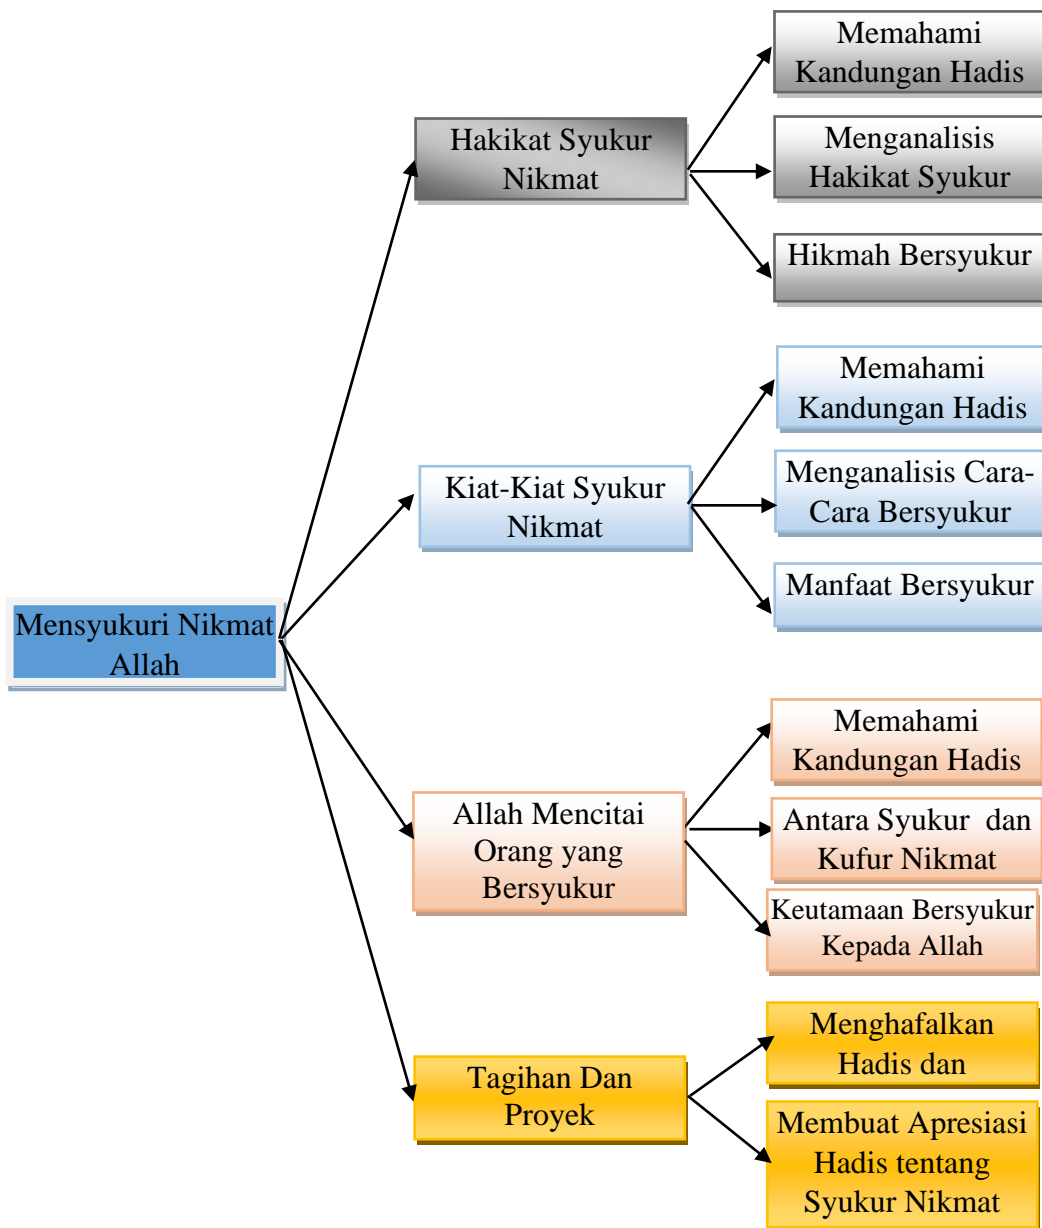 Mensyukuri Nikmat
Allah
Hakikat Syukur
Nikmat
Memahami
Kandungan Hadis
Menganalisis
Hakikat Syukur
Hikmah Bersyukur
Kiat-Kiat Syukur
Nikmat
Memahami
Kandungan Hadis
Menganalisis Cara-
Cara Bersyukur
Manfaat Bersyukur
Allah Mencitai
Orang yang
Bersyukur
Memahami
Kandungan Hadis
Antara Syukur dan
Kufur Nikmat
Keutamaan Bersyukur
Kepada Allah
Tagihan Dan
Proyek
Menghafalkan
Hadis dan
Membuat Apresiasi
Hadis tentang
Syukur Nikmat